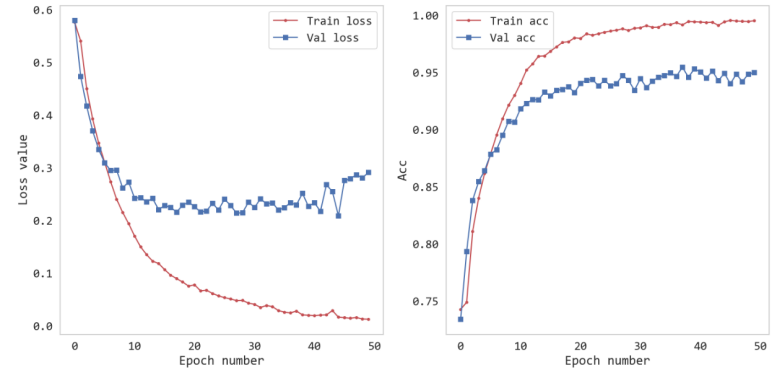 0.6
0.5
0.4
0.3
0.2
0.1
0.0
Loss value
0 10 20 30 40 50
Epoch number
Train loss
Val loss
1.00
0.95
0.90
0.85
0.80
0.75
Acc
0 10 20 30 40 50
Epoch number
Train acc
Val acc